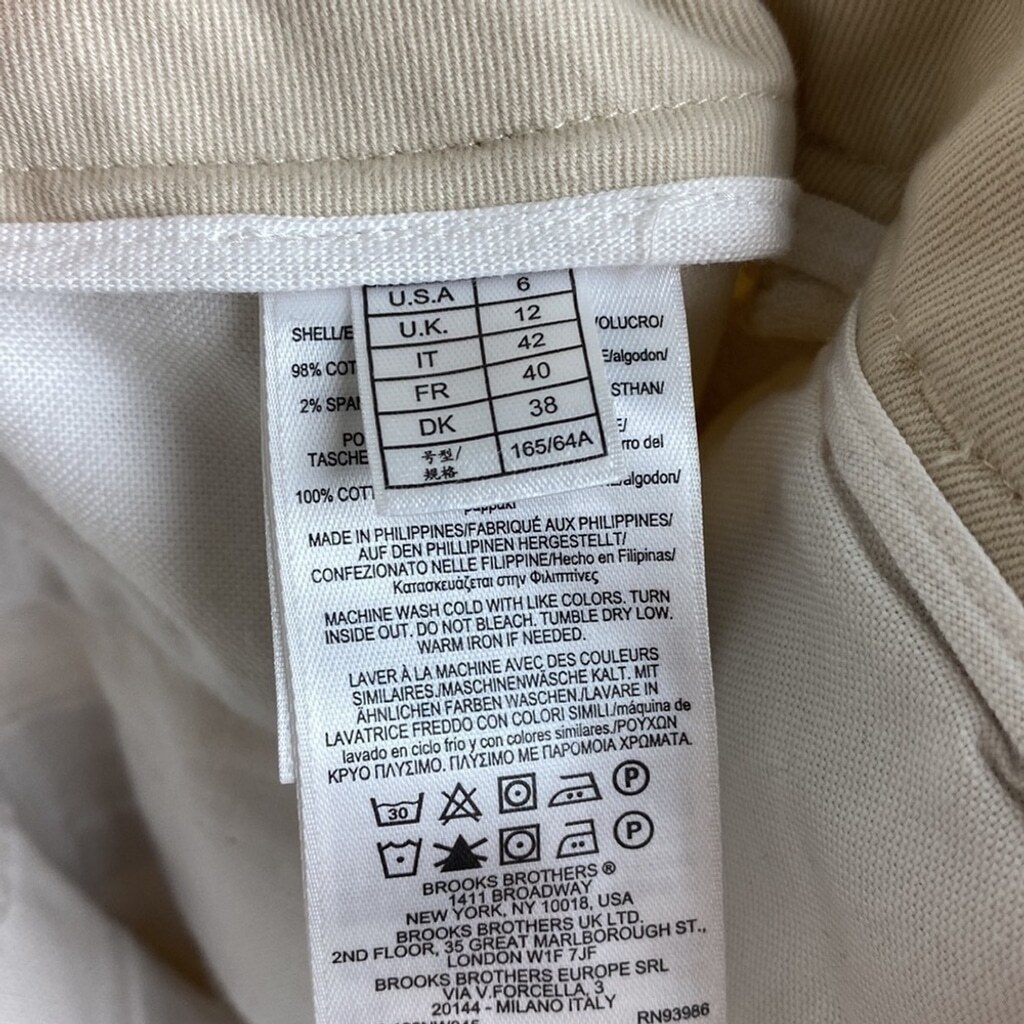 U.S.A 6
U.K. 12
IT 42
FR 40
DK 38
号型/
規格 165/64A
SHELL/E VOLUCRO/
98% COT E/algodon/
2% SPA STHAN/
PO E/
TASCHE rro del
100% COTT /algodon/
pappuki
MADE IN PHILIPPINES/FABRIQUÉ AUX PHILIPPINES/
AUF DEN PHILLIPINEN HERGESTELLT/
CONFEZIONATO NELLE FILIPPINE/Hecho en Filipinas/
Κατασκευάζεται στην Φιλιππίνες
MACHINE WASH COLD WITH LIKE COLORS. TURN
INSIDE OUT. DO NOT BLEACH. TUMBLE DRY LOW.
WARM IRON IF NEEDED.
LAVER À LA MACHINE AVEC DES COULEURS
SIMILAIRES./MASCHINENWÄSCHE KALT. MIT
ÄHNLICHEN FARBEN WASCHEN./LAVARE IN
LAVATRICE FREDDO CON COLORI SIMILI./máquina de
lavado en ciclo frio y con colores similares./ΡΟΥΧΩΝ
ΚΡΥΟ ΠΛΥΣΙΜΟ. ΠΛΥΣΙΜΟ ΜΕ ΠΑΡΟΜΟΙΑ ΧΡΩΜΑΤΑ.
30 P
P
BROOKS BROTHERS ®
1411 BROADWAY
NEW YORK, NY 10018, USA
BROOKS BROTHERS UK LTD.
2ND FLOOR, 35 GREAT MARLBOROUGH ST.,
LONDON W1F 7JF
BROOKS BROTHERS EUROPE SRL
VIA V.FORCELLA, 3
20144 - MILANO ITALY
RN93986